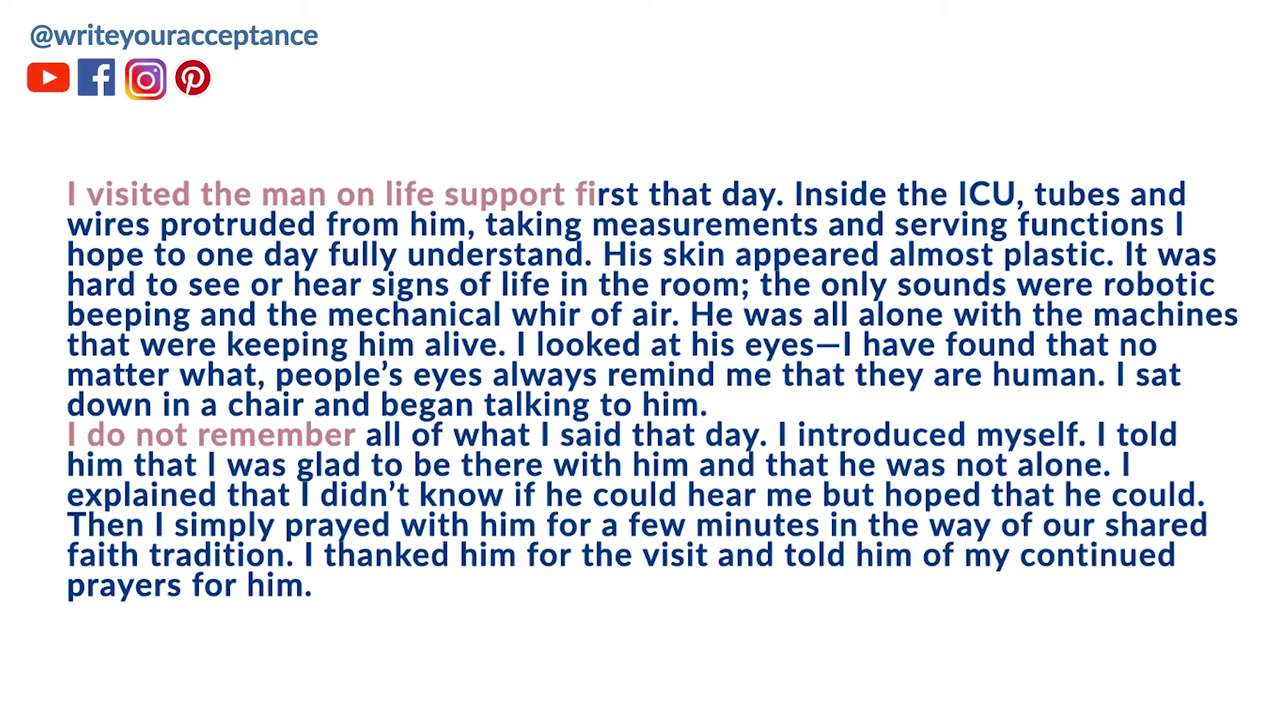 @writeyouracceptance
I visited the man on life support first that day. Inside the ICU, tubes and
wires protruded from him, taking measurements and serving functions I
hope to one day fully understand. His skin appeared almost plastic. It was
hard to see or hear signs of life in the room; the only sounds were robotic
beeping and the mechanical whir of air. He was all alone with the machines
that were keeping him alive. I looked at his eyes—I have found that no
matter what, people’s eyes always remind me that they are human. I sat
down in a chair and began talking to him.
I do not remember all of what I said that day. I introduced myself. I told
him that I was glad to be there with him and that he was not alone. I
explained that I didn’t know if he could hear me but hoped that he could.
Then I simply prayed with him for a few minutes in the way of our shared
faith tradition. I thanked him for the visit and told him of my continued
prayers for him.